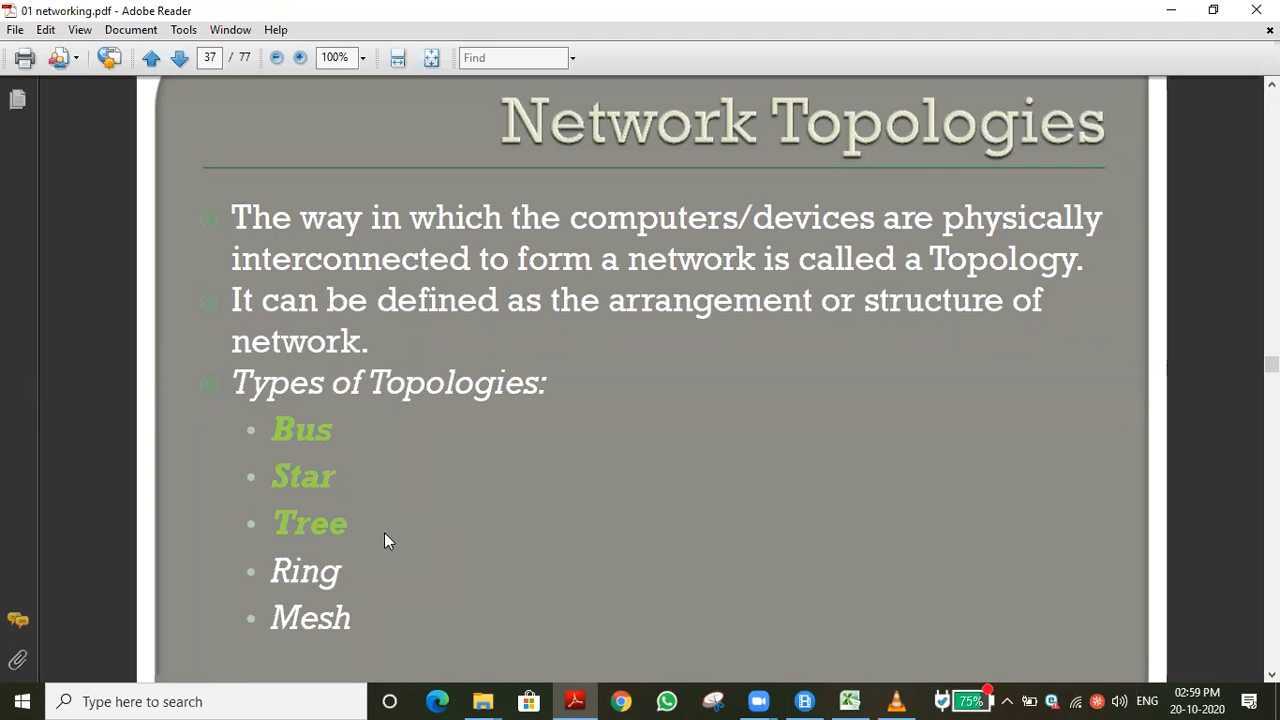 01 networking.pdf - Adobe Reader
File Edit View Document Tools Window Help
37 / 77 100% Find
Network Topologies
The way in which the computers/devices are physically
interconnected to form a network is called a Topology.
It can be defined as the arrangement or structure of
network.
Types of Topologies:
• Bus
• Star
• Tree
• Ring
• Mesh
Type here to search
75%
ENG
02:59 PM
20-10-2020